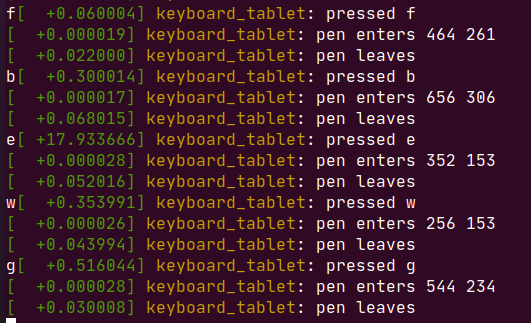 f[  +0.060004] keyboard_tablet: pressed f
[  +0.000019] keyboard_tablet: pen enters 464 261
[  +0.022000] keyboard_tablet: pen leaves
b[  +0.300014] keyboard_tablet: pressed b
[  +0.000017] keyboard_tablet: pen enters 656 306
[  +0.068015] keyboard_tablet: pen leaves
e[ +17.933666] keyboard_tablet: pressed e
[  +0.000028] keyboard_tablet: pen enters 352 153
[  +0.052016] keyboard_tablet: pen leaves
w[  +0.353991] keyboard_tablet: pressed w
[  +0.000026] keyboard_tablet: pen enters 256 153
[  +0.043994] keyboard_tablet: pen leaves
g[  +0.516044] keyboard_tablet: pressed g
[  +0.000028] keyboard_tablet: pen enters 544 234
[  +0.030008] keyboard_tablet: pen leaves